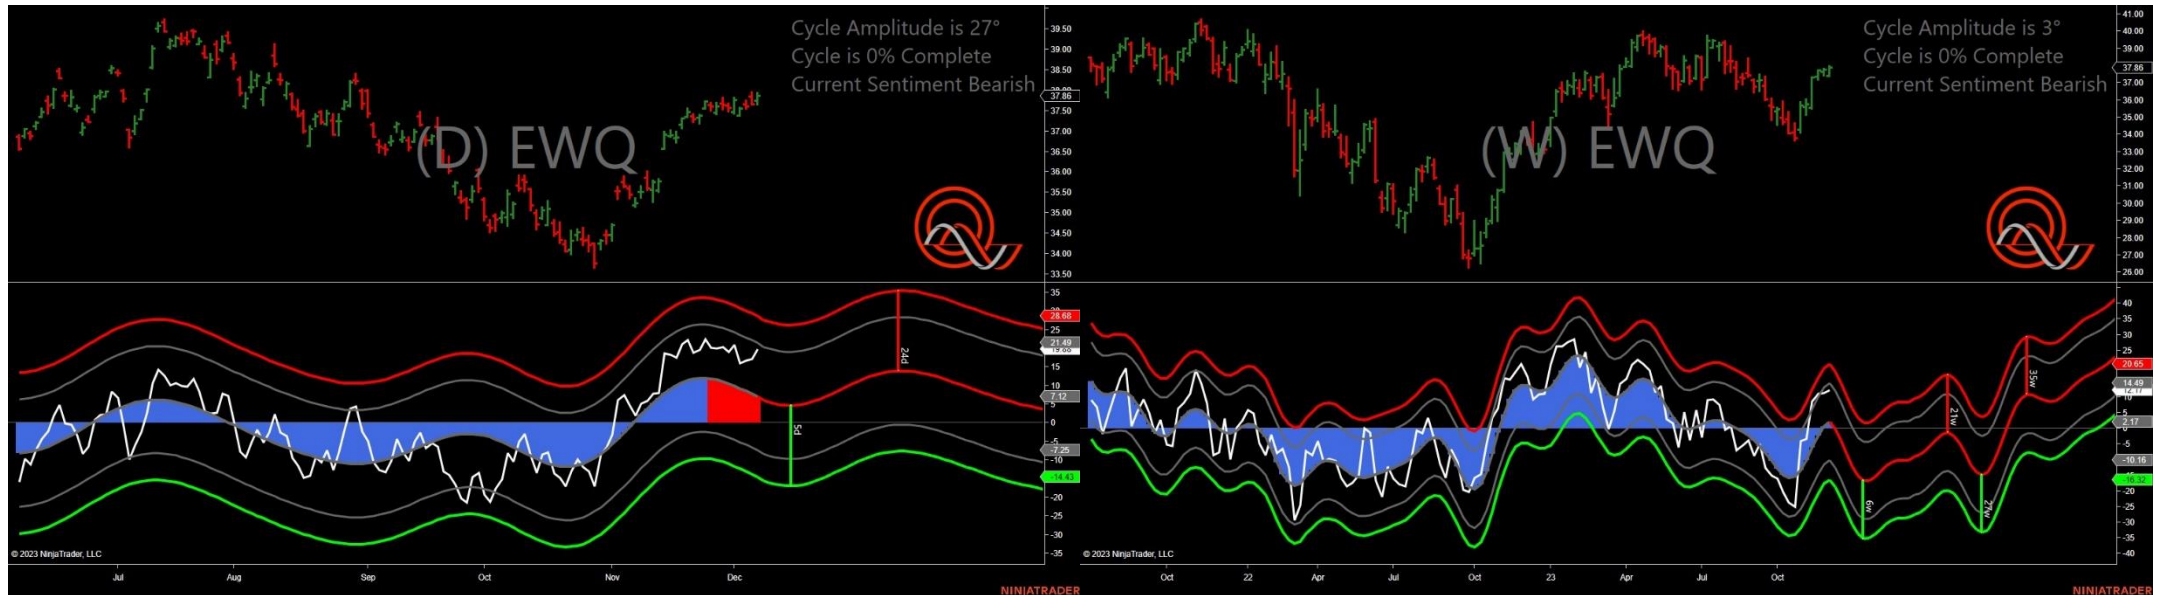 Cycle Amplitude is 27°
Cycle is 0% Complete
Current Sentiment Bearish
(D) EWQ
39.50
39.00
38.50
38.00
37.86
37.50
37.00
36.50
36.00
35.50
35.00
34.50
34.00
33.50
35
28.68
25
21.49
19.88
15
10
7.12
5
0
-5
-7.25
-10
-14.43
-20
-25
-30
-35
24d
5d
© 2023 NinjaTrader, LLC
Jul
Aug
Sep
Oct
Nov
Dec
NINJATRADER
Cycle Amplitude is 3°
Cycle is 0% Complete
Current Sentiment Bearish
(W) EWQ
41.00
40.00
39.00
37.86
37.00
36.00
35.00
34.00
33.00
32.00
31.00
30.00
29.00
28.00
27.00
26.00
40
35
30
25
20.65
14.49
12.17
10
5
2.17
-5
-10.16
-16.32
-20
-25
-30
-35
-40
6w
21w
27w
35w
© 2023 NinjaTrader, LLC
Oct
22
Apr
Jul
Oct
23
Apr
Jul
Oct
NINJATRADER